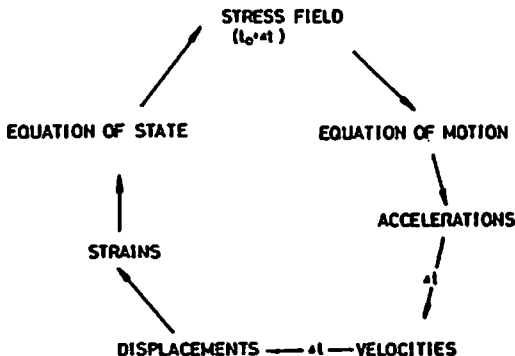 STRESS FIELD
(t₀+Δt)
EQUATION OF STATE
EQUATION OF MOTION
ACCELERATIONS
Δt
STRAINS
DISPLACEMENTS
Δt
VELOCITIES